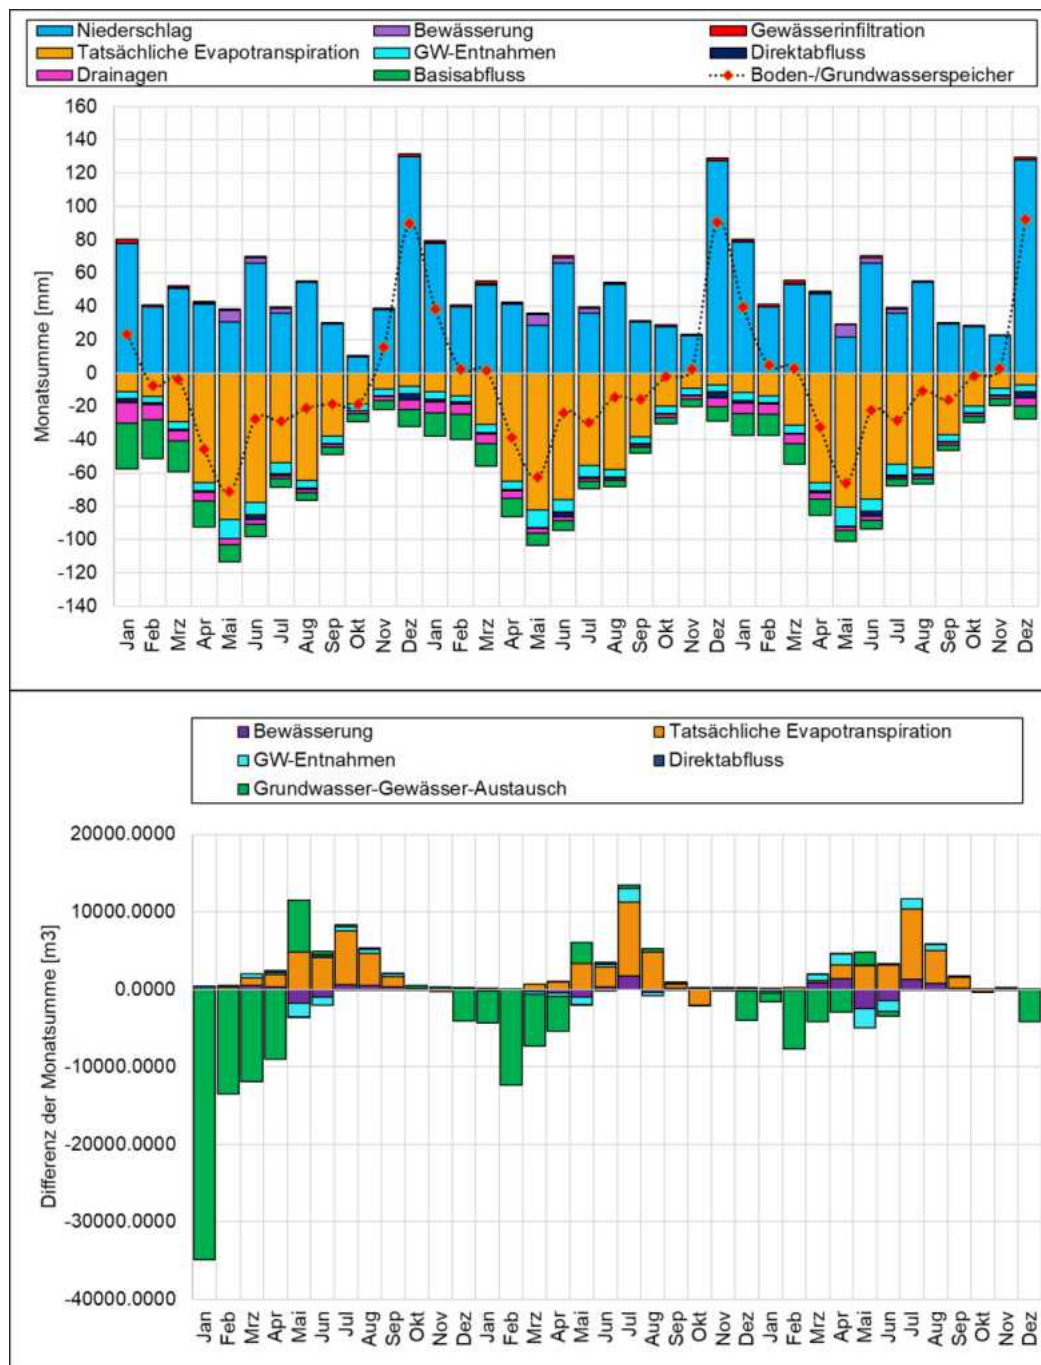 Niederschlag Bewässerung Gewässerinfiltration
Tatsächliche Evapotranspiration GW-Entnahmen Direktabfluss
Drainagen Basisabfluss Boden-/Grundwasserspeicher
160
140
120
100
80
60
40
20
0
-20
-40
-60
-80
-100
-120
-140
Monatsumme [mm]
Jan Feb Mrz Apr Mai Jun Jul Aug Sep Okt Nov Dez Jan Feb Mrz Apr Mai Jun Jul Aug Sep Okt Nov Dez Jan Feb Mrz Apr Mai Jun Jul Aug Sep Okt Nov Dez
Bewässerung Tatsächliche Evapotranspiration
GW-Entnahmen Direktabfluss
Grundwasser-Gewässer-Austausch
20000.0000
10000.0000
0.0000
-10000.0000
-20000.0000
-30000.0000
-40000.0000
Differenz der Monatsumme [m3]
Jan Feb Mrz Apr Mai Jun Jul Aug Sep Okt Nov Dez Jan Feb Mrz Apr Mai Jun Jul Aug Sep Okt Nov Dez Jan Feb Mrz Apr Mai Jun Jul Aug Sep Okt Nov Dez